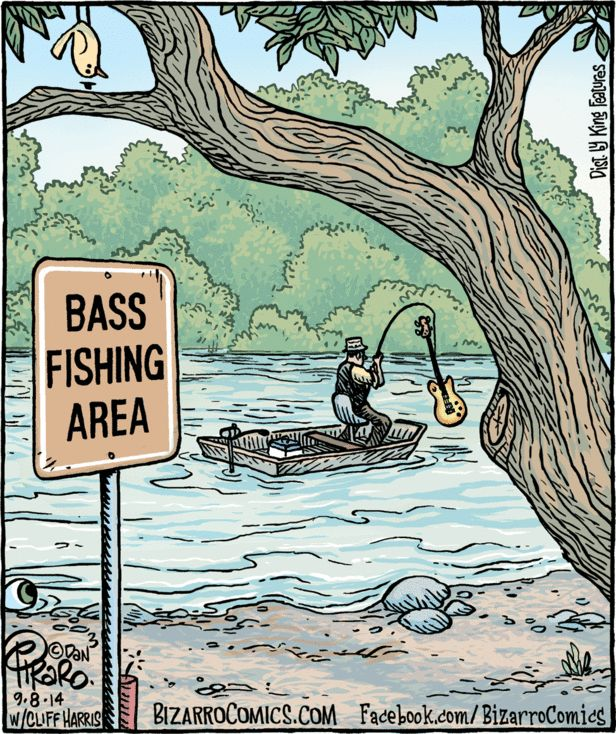 Dist. by King Features
BASS
FISHING
AREA
©DAN
3
PIRARO.
9.8.14
W/CLIFF HARRIS
BIZARROCOMICS.COM
Facebook.com/BizarroComics